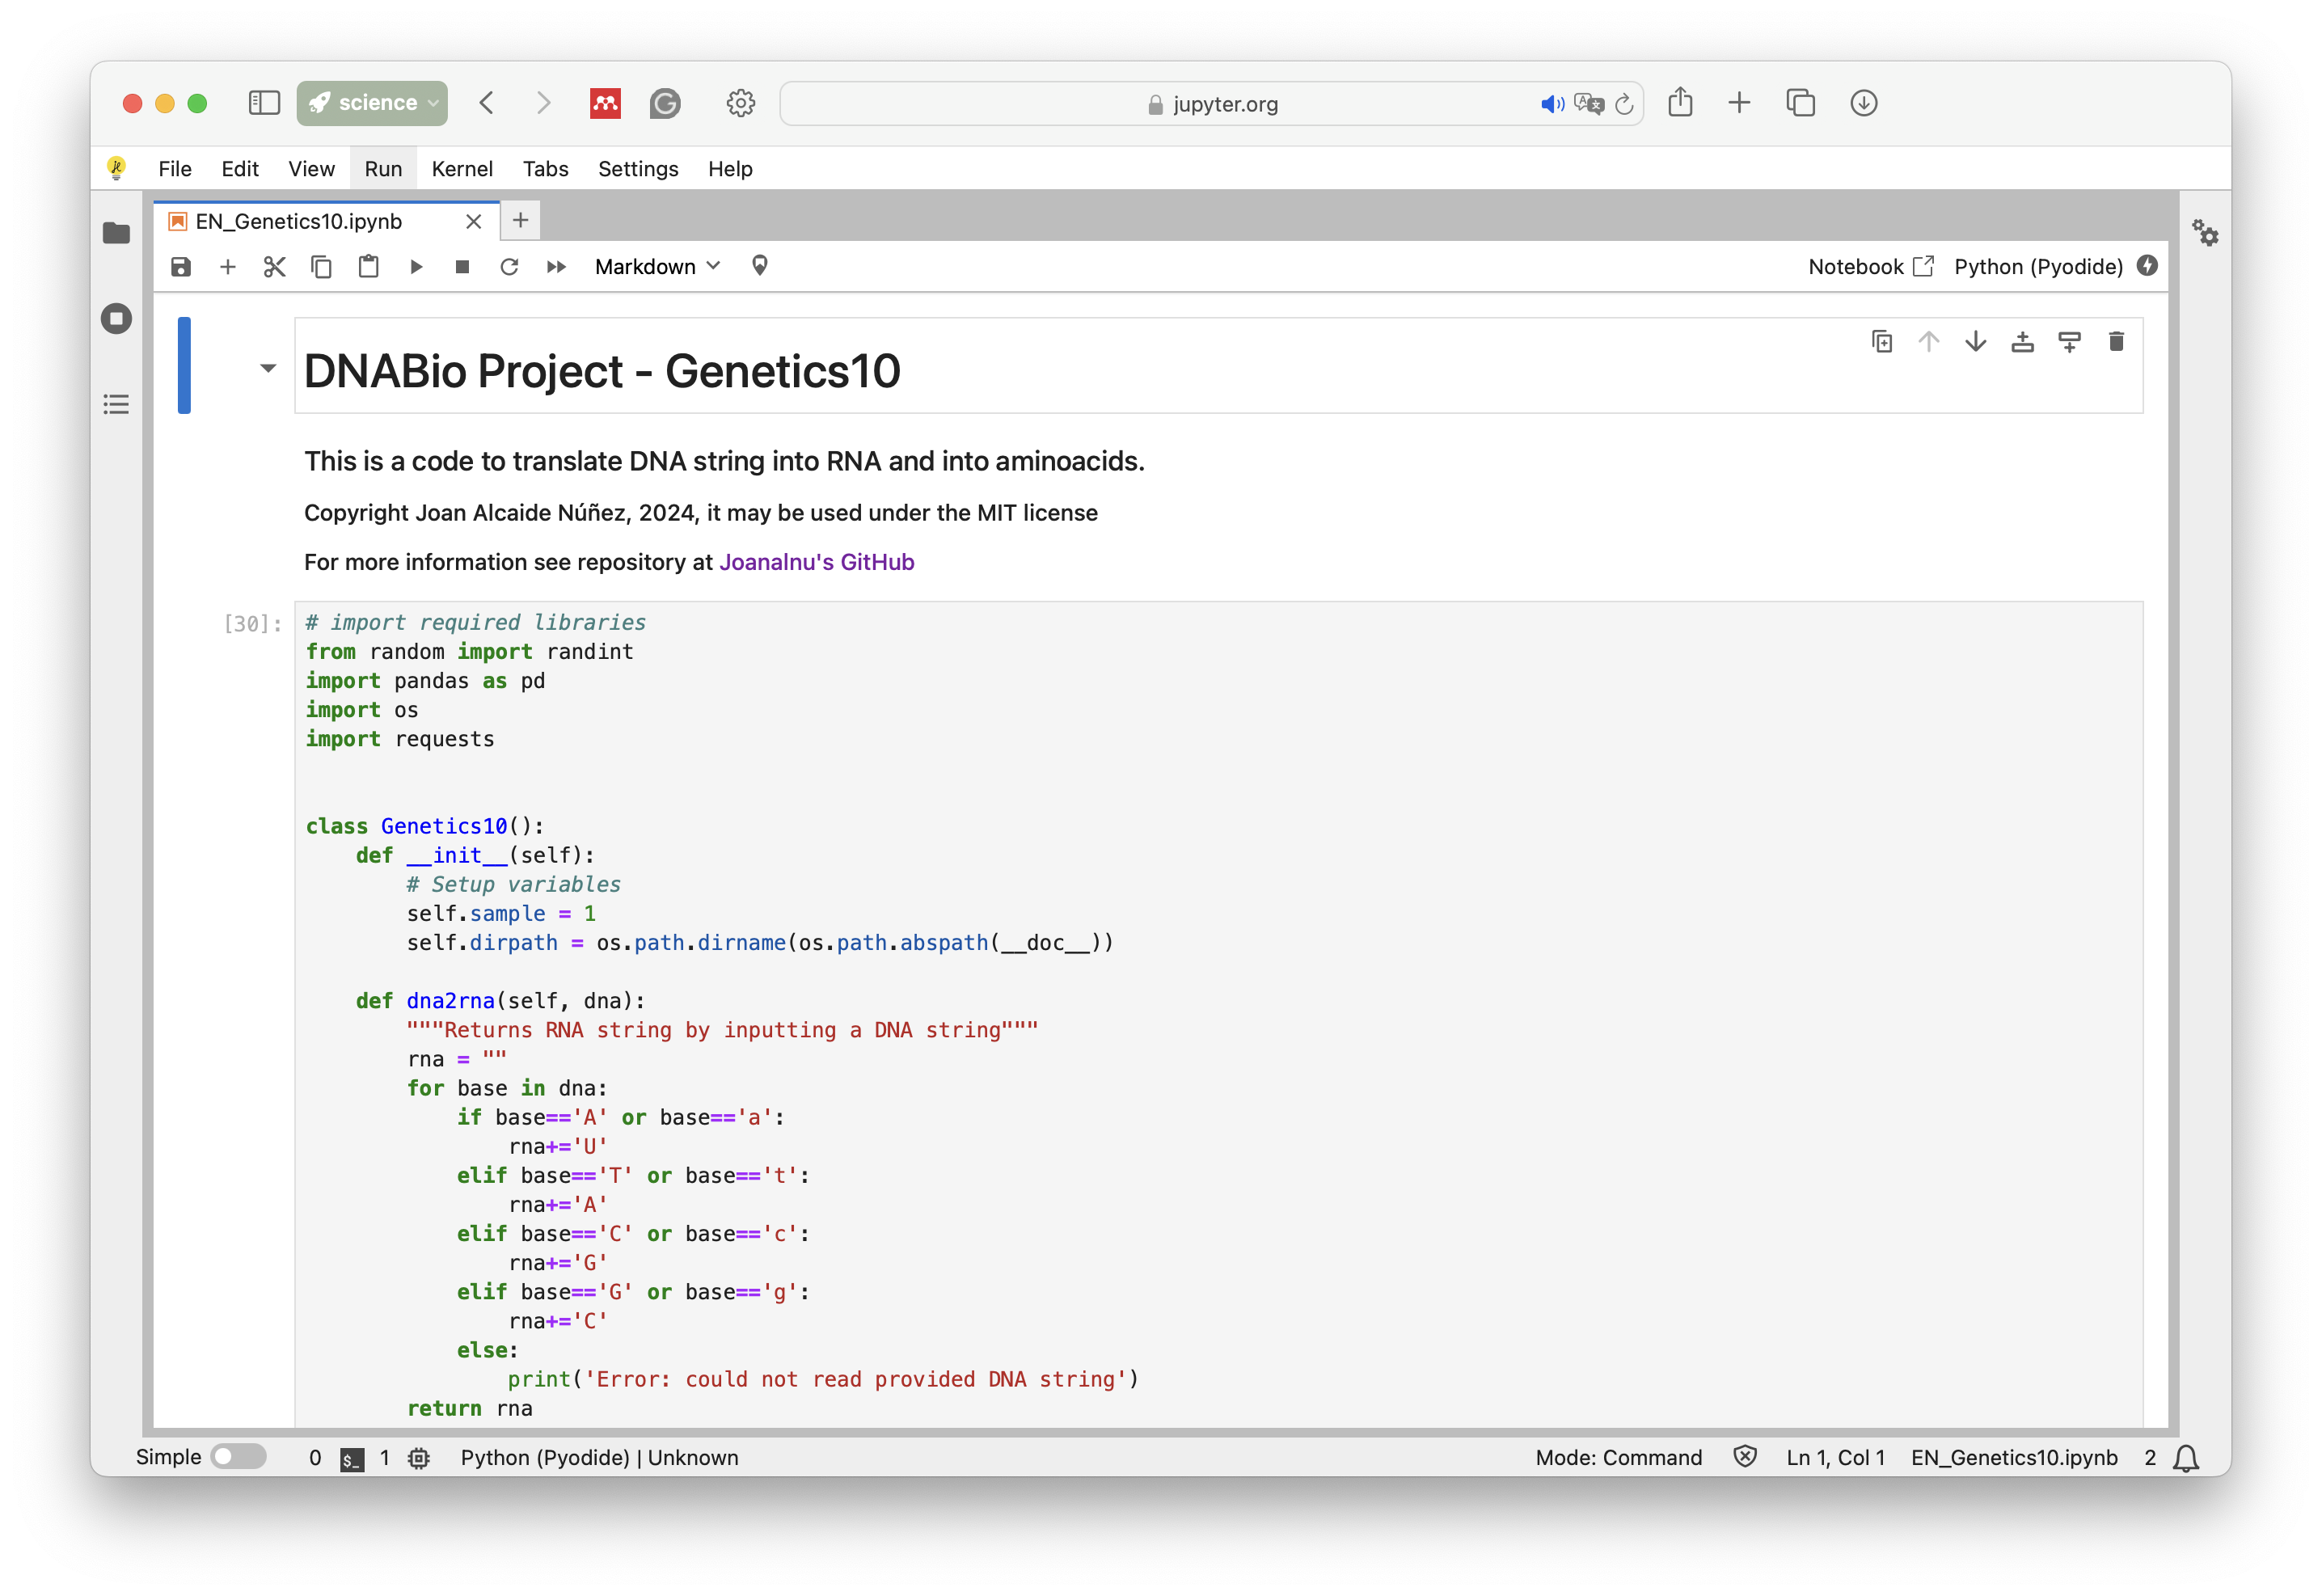 science
jupyter.org
File Edit View Run Kernel Tabs Settings Help
EN_Genetics10.ipynb
Markdown
Notebook
Python (Pyodide)
DNABio Project - Genetics10
This is a code to translate DNA string into RNA and into aminoacids.
Copyright Joan Alcaide Núñez, 2024, it may be used under the MIT license
For more information see repository at Joanalnu's GitHub
[30]:
# import required libraries
from random import randint
import pandas as pd
import os
import requests
class Genetics10():
    def __init__(self):
        # Setup variables
        self.sample = 1
        self.dirpath = os.path.dirname(os.path.abspath(__doc__))
    def dna2rna(self, dna):
        """Returns RNA string by inputting a DNA string"""
        rna = ""
        for base in dna:
            if base=='A' or base=='a':
                rna+='U'
            elif base=='T' or base=='t':
                rna+='A'
            elif base=='C' or base=='c':
                rna+='G'
            elif base=='G' or base=='g':
                rna+='C'
            else:
                print('Error: could not read provided DNA string')
        return rna
Simple 0 $_ 1 Python (Pyodide) | Unknown
Mode: Command Ln 1, Col 1 EN_Genetics10.ipynb 2